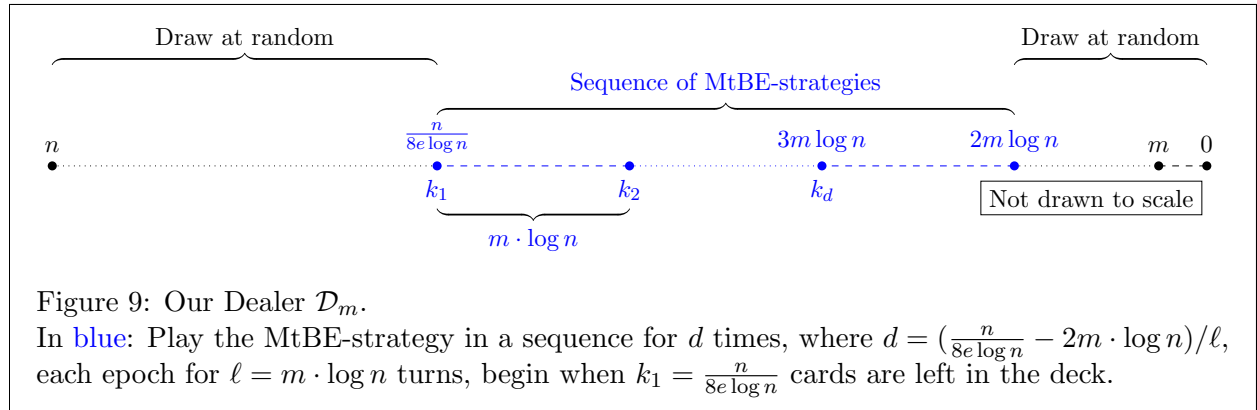 Draw at random Draw at random
Sequence of MtBE-strategies
n n/(8e log n) 3m log n 2m log n m 0
k₁ k₂ k_d Not drawn to scale
m · log n
Figure 9: Our Dealer 𝒟ₘ.
In blue: Play the MtBE-strategy in a sequence for d times, where d = (n/(8e log n) − 2m · log n)/ℓ,
each epoch for ℓ = m · log n turns, begin when k₁ = n/(8e log n) cards are left in the deck.